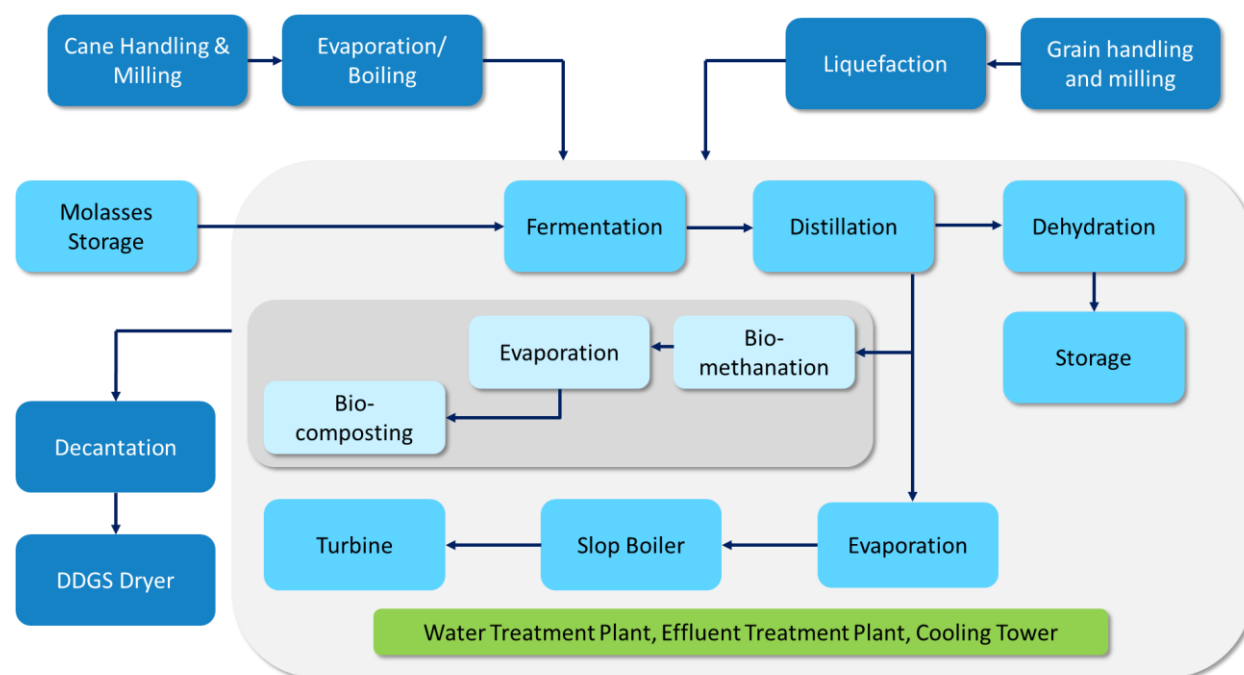 Cane Handling &
Milling
Evaporation/
Boiling
Liquefaction
Grain handling
and milling
Molasses
Storage
Fermentation
Distillation
Dehydration
Storage
Bio-
methanation
Evaporation
Bio-
composting
Decantation
DDGS Dryer
Turbine
Slop Boiler
Evaporation
Water Treatment Plant, Effluent Treatment Plant, Cooling Tower